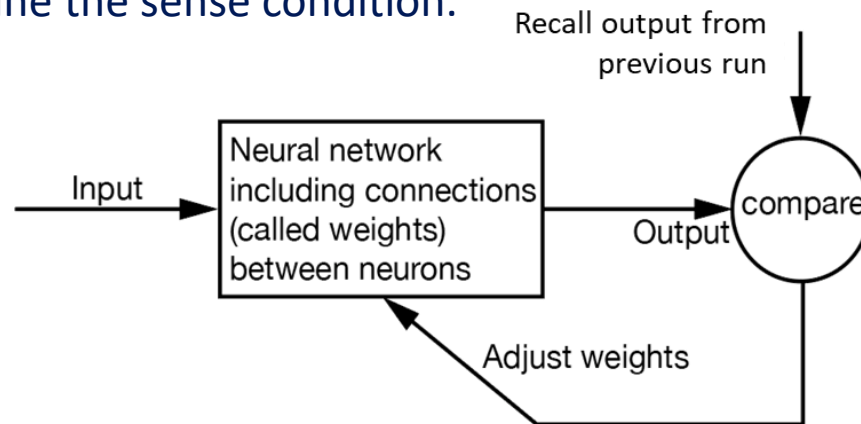 the sense condition.
Recall output from
previous run
Input
Neural network
including connections
(called weights)
between neurons
Output
compare
Adjust weights